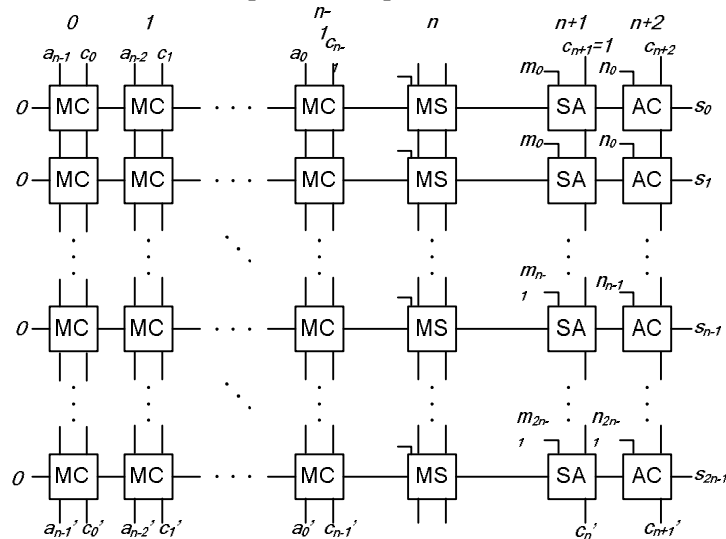 0 1 n-1 n n+1 n+2
a_{n-1} c_0 a_{n-2} c_1 a_0 c_{n-1} c_{n+1}=1 c_{n+2}
m_0 n_0
0 MC MC · · · MC MS SA AC s_0
m_0 n_0
0 MC MC · · · MC MS SA AC s_1
m_{n-1} n_{n-1}
0 MC MC · · · MC MS SA AC s_{n-1}
m_{2n-1} n_{2n-1}
0 MC MC · · · MC MS SA AC s_{2n-1}
a_{n-1}' c_0' a_{n-2}' c_1' a_0' c_{n-1}' c_n' c_{n+1}'